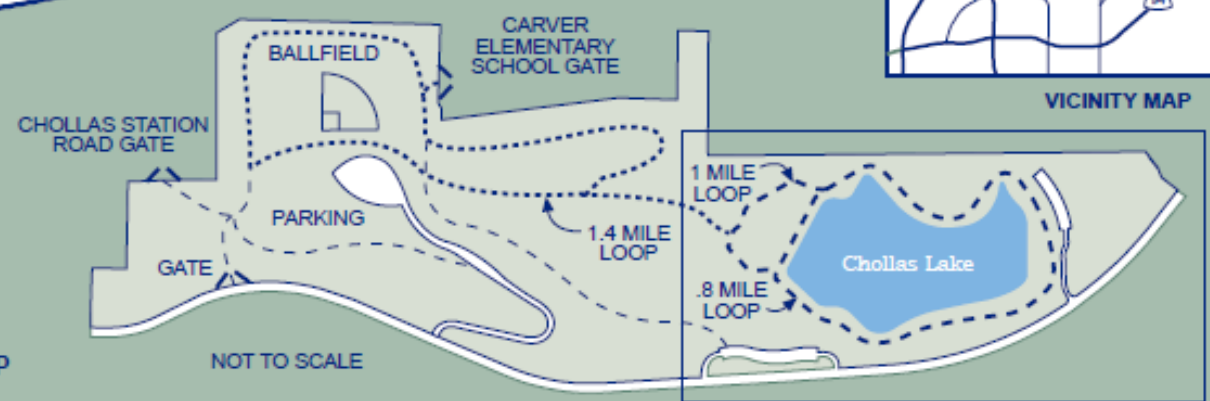 CARVER
ELEMENTARY
SCHOOL GATE
BALLFIELD
VICINITY MAP
CHOLLAS STATION
ROAD GATE
1 MILE
LOOP
PARKING
1.4 MILE
LOOP
Chollas Lake
GATE
.8 MILE
LOOP
NOT TO SCALE